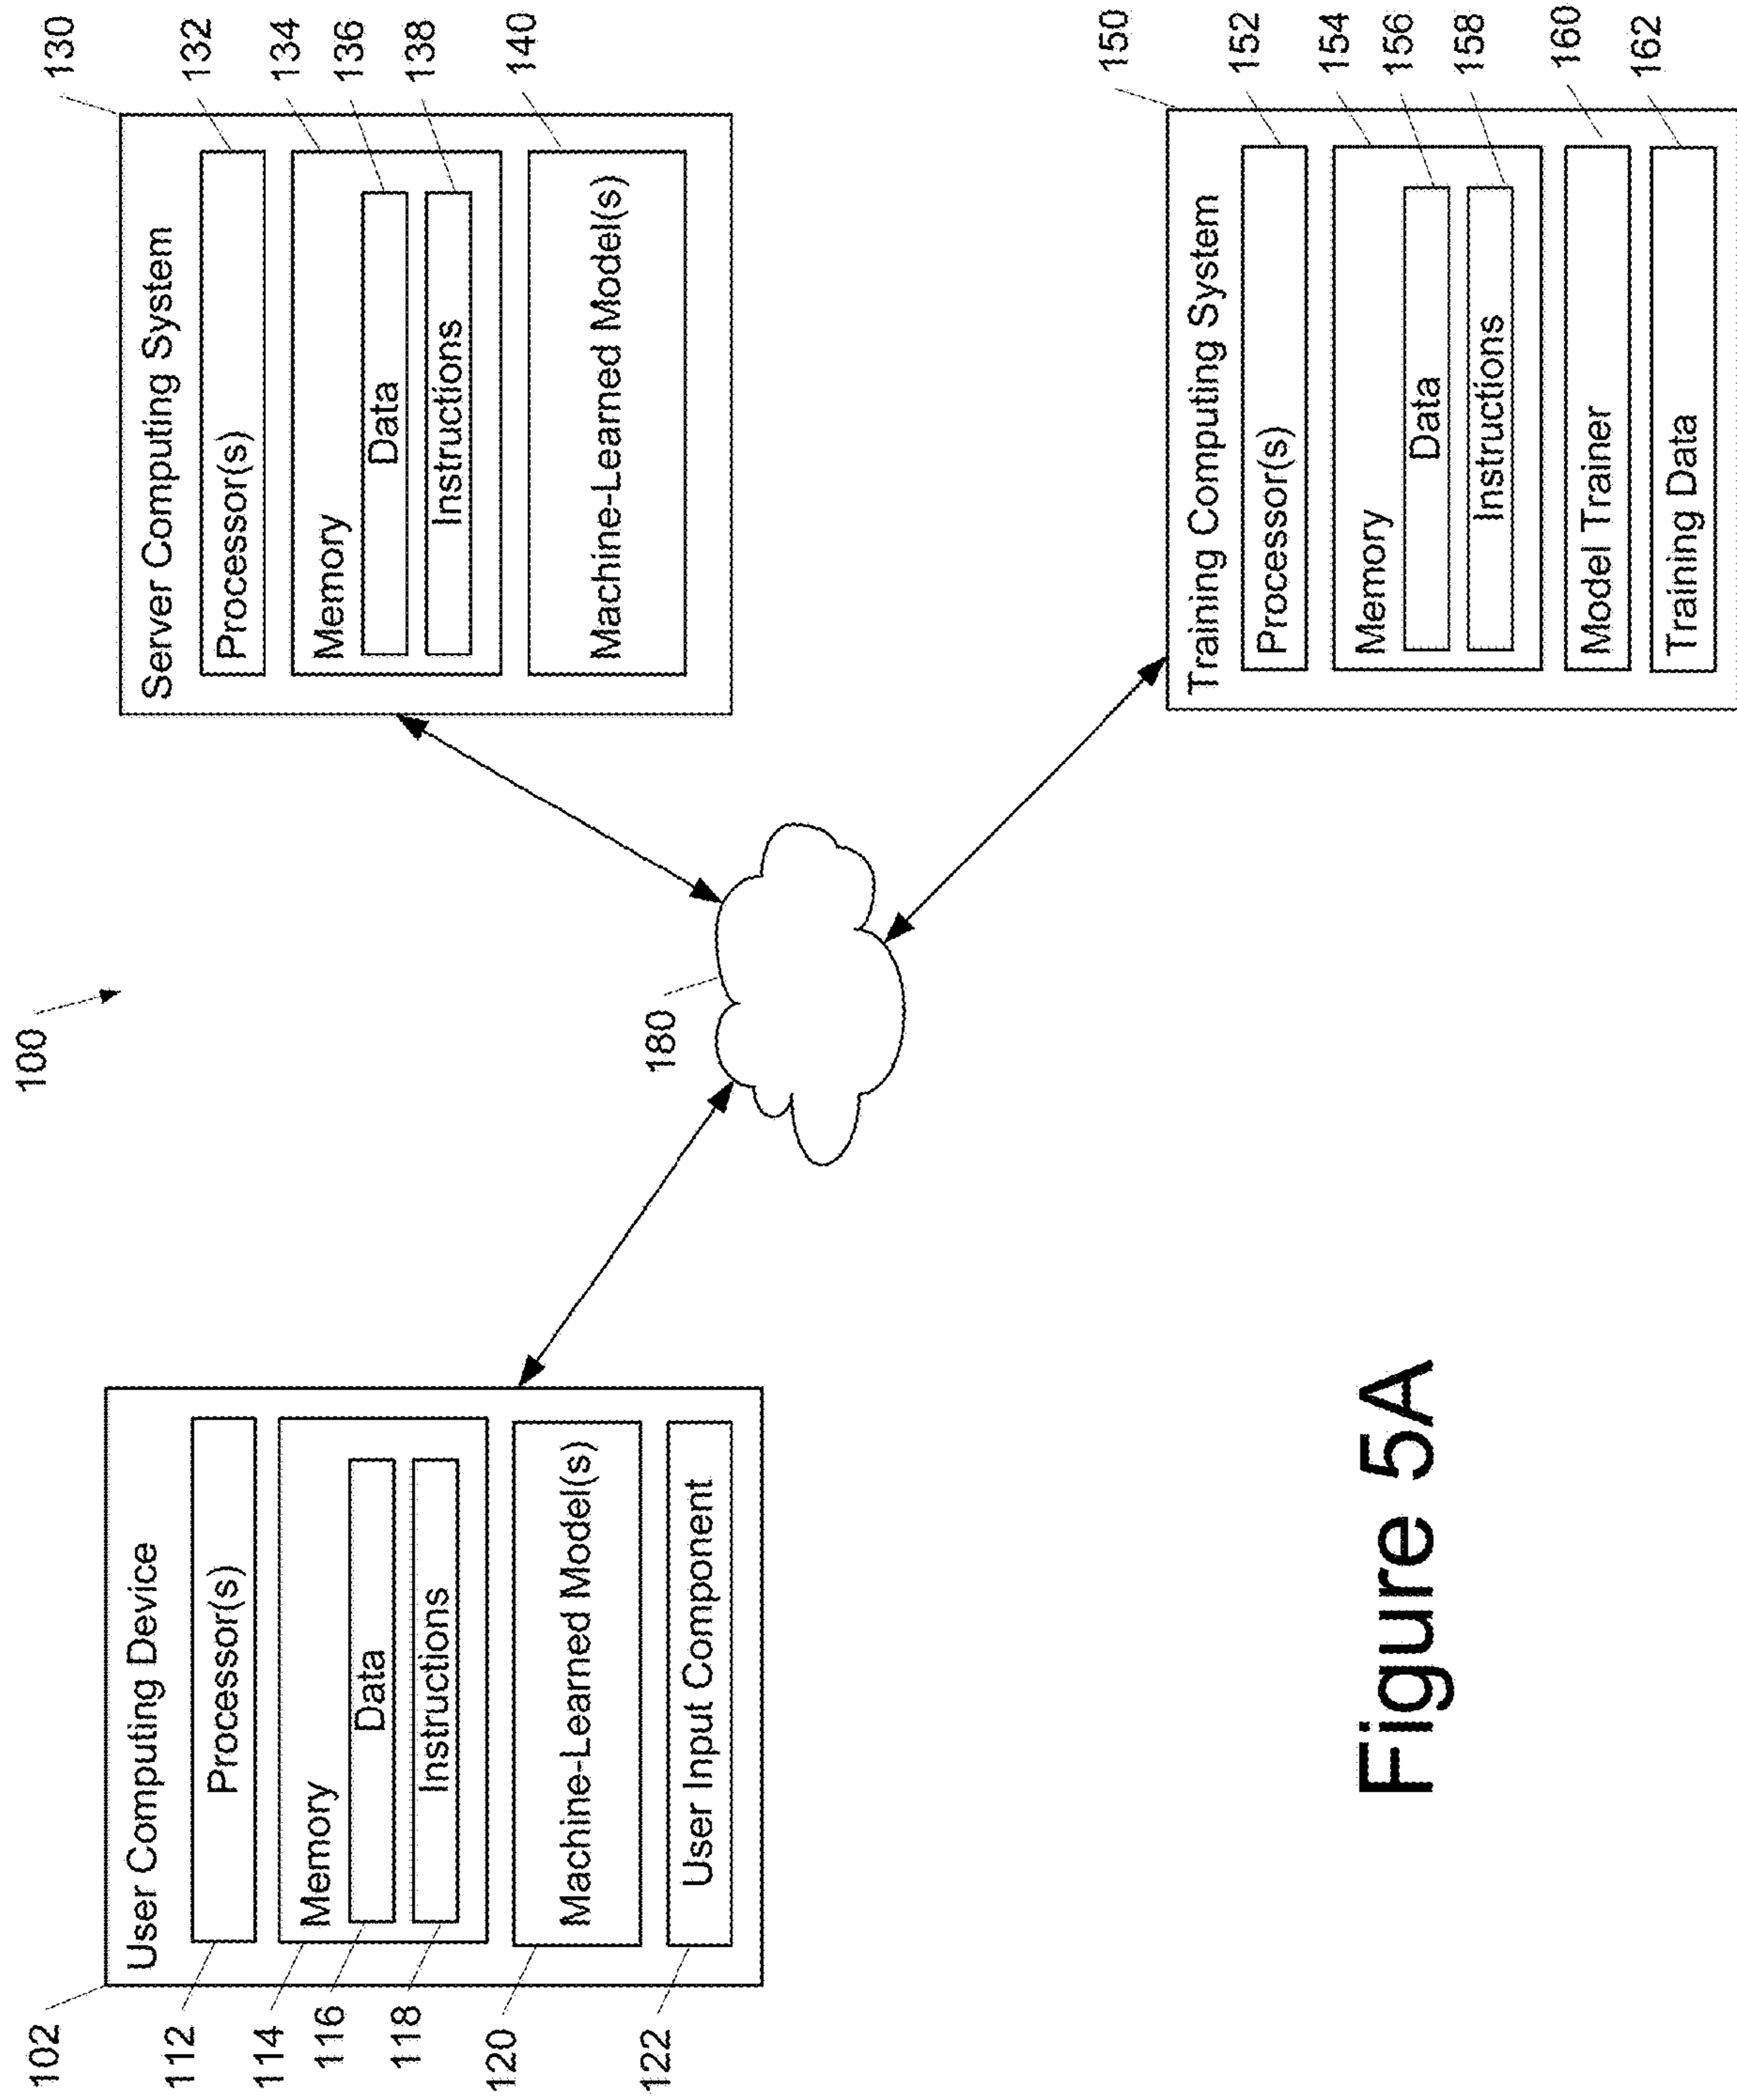 100
102
User Computing Device
112
Processor(s)
114
Memory
116
Data
118
Instructions
120
Machine-Learned Model(s)
122
User Input Component
180
130
Server Computing System
132
Processor(s)
134
Memory
136
Data
138
Instructions
140
Machine-Learned Model(s)
150
Training Computing System
152
Processor(s)
154
Memory
156
Data
158
Instructions
160
Model Trainer
162
Training Data
Figure 5A